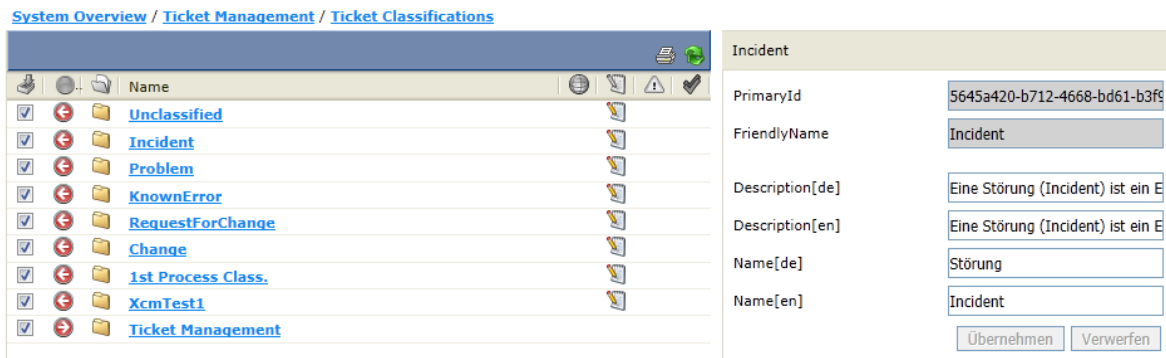 System Overview / Ticket Management / Ticket Classifications
Name
Unclassified
Incident
Problem
KnownError
RequestForChange
Change
1st Process Class.
XcmTest1
Ticket Management
Incident
PrimaryId 5645a420-b712-4668-bd61-b3f9
FriendlyName Incident
Description[de] Eine Störung (Incident) ist ein E
Description[en] Eine Störung (Incident) ist ein E
Name[de] Störung
Name[en] Incident
Übernehmen Verwerfen